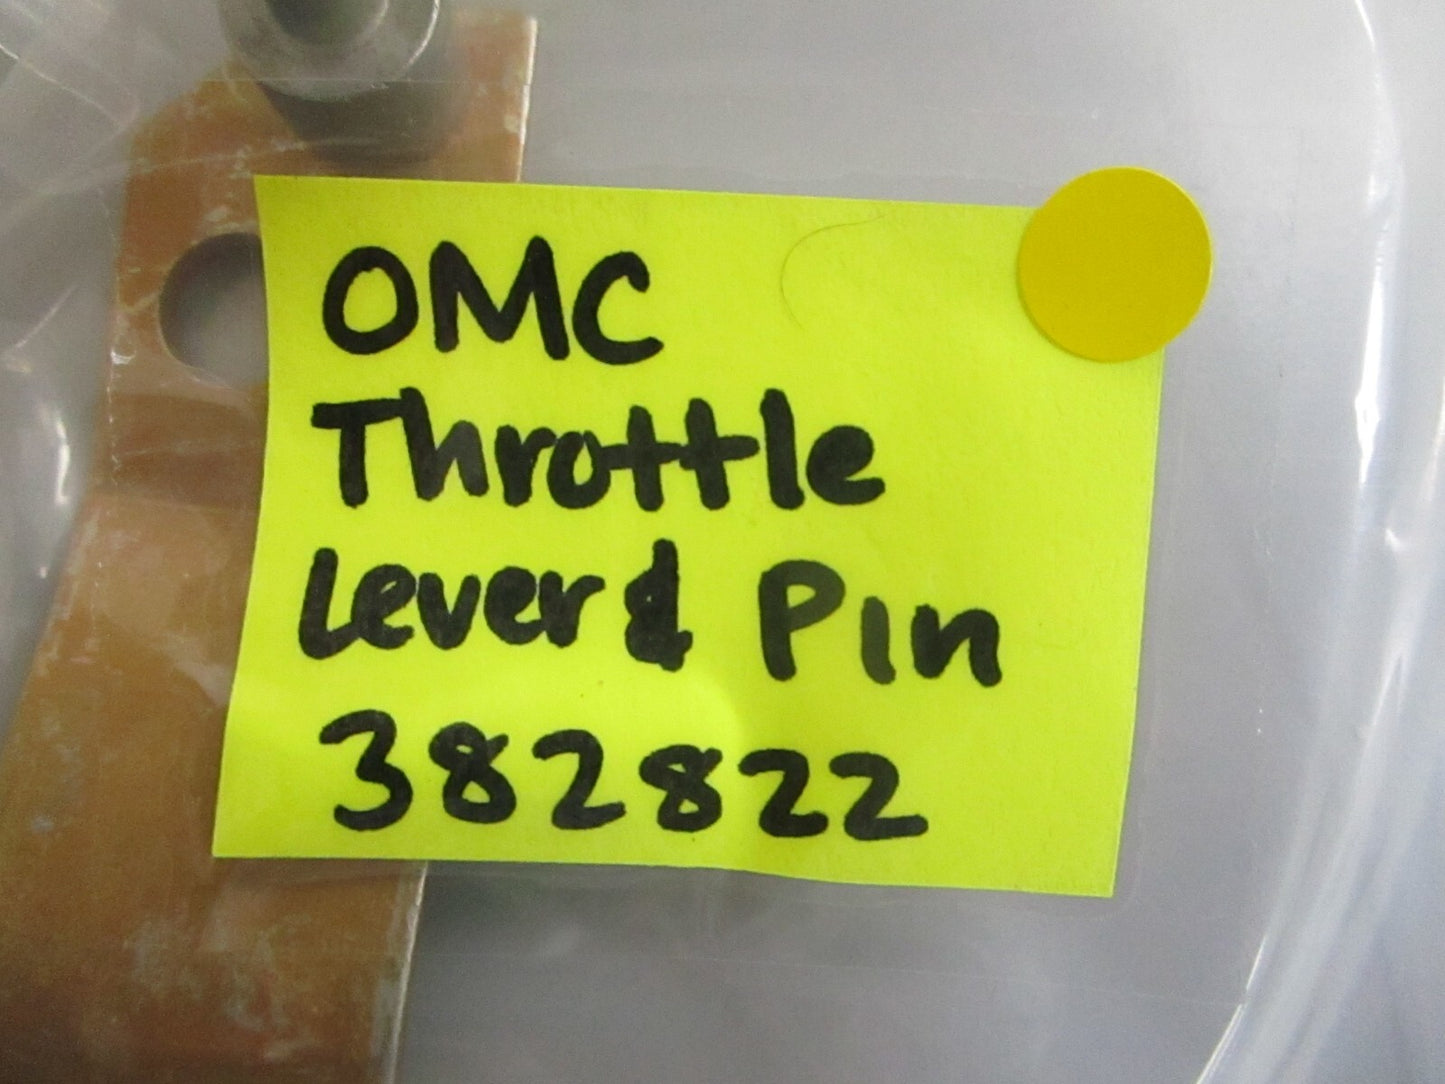 OMC
Throttle
Lever & Pin
382822